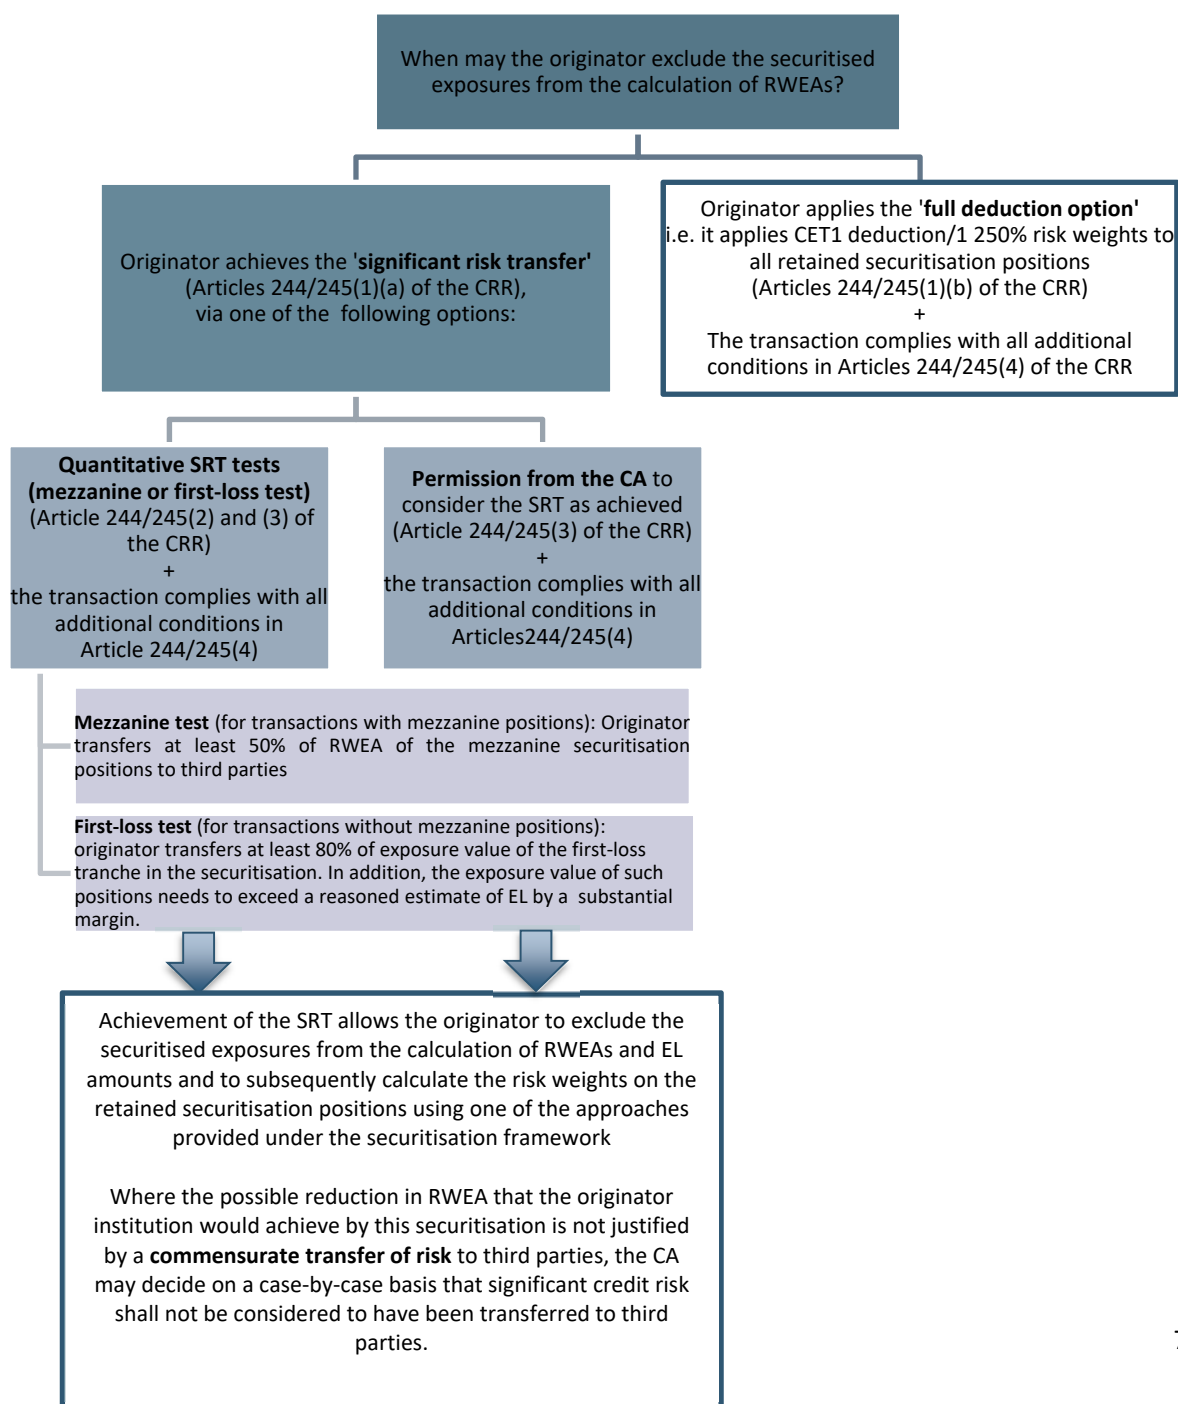 When may the originator exclude the securitised
exposures from the calculation of RWEAs?
Originator achieves the 'significant risk transfer'
(Articles 244/245(1)(a) of the CRR),
via one of the following options:
Originator applies the 'full deduction option'
i.e. it applies CET1 deduction/1 250% risk weights to
all retained securitisation positions
(Articles 244/245(1)(b) of the CRR)
+
The transaction complies with all additional
conditions in Articles 244/245(4) of the CRR
Quantitative SRT tests
(mezzanine or first-loss test)
(Article 244/245(2) and (3) of
the CRR)
+
the transaction complies with all
additional conditions in
Article 244/245(4)
Permission from the CA to
consider the SRT as achieved
(Article 244/245(3) of the CRR)
+
the transaction complies with all
additional conditions in
Articles244/245(4)
Mezzanine test (for transactions with mezzanine positions): Originator
transfers at least 50% of RWEA of the mezzanine securitisation
positions to third parties
First-loss test (for transactions without mezzanine positions):
originator transfers at least 80% of exposure value of the first-loss
tranche in the securitisation. In addition, the exposure value of such
positions needs to exceed a reasoned estimate of EL by a substantial
margin.
Achievement of the SRT allows the originator to exclude the
securitised exposures from the calculation of RWEAs and EL
amounts and to subsequently calculate the risk weights on the
retained securitisation positions using one of the approaches
provided under the securitisation framework
Where the possible reduction in RWEA that the originator
institution would achieve by this securitisation is not justified
by a commensurate transfer of risk to third parties, the CA
may decide on a case-by-case basis that significant credit risk
shall not be considered to have been transferred to third
parties.